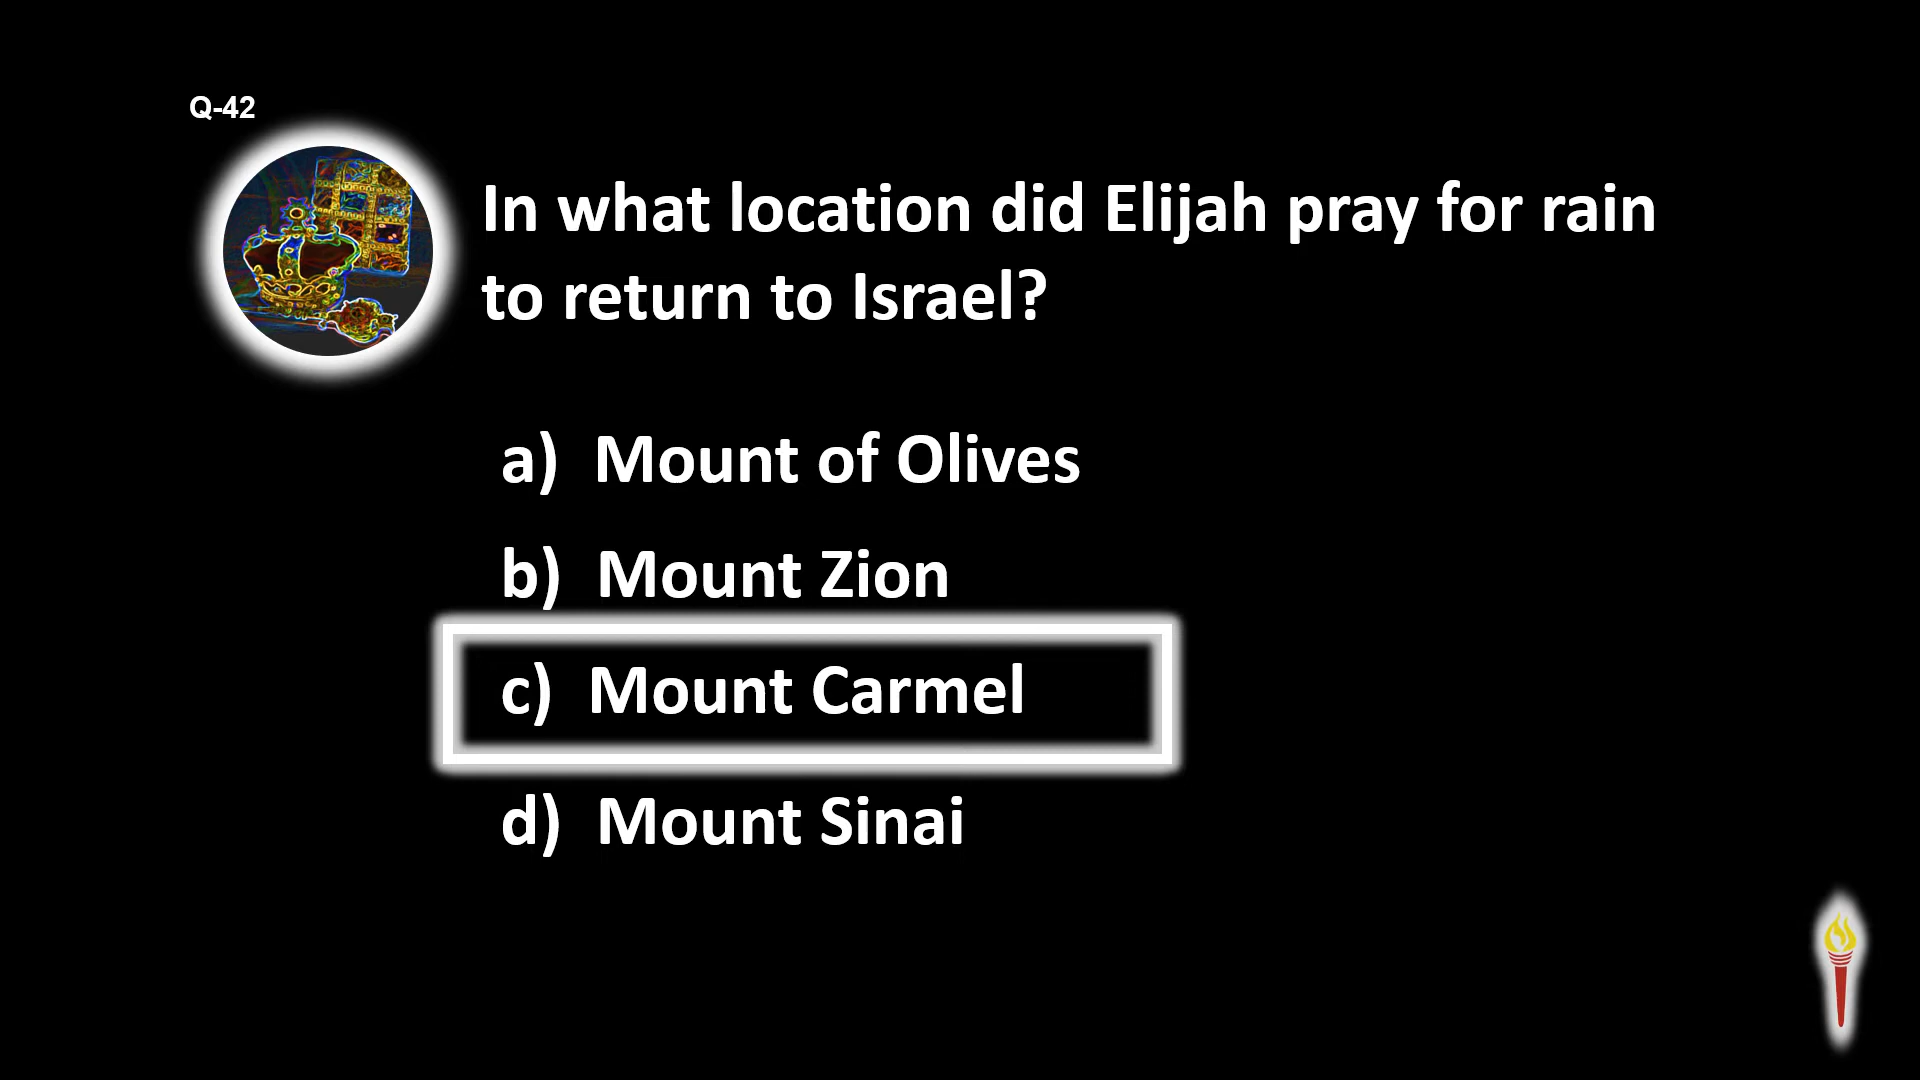 Q-42
In what location did Elijah pray for rain
to return to Israel?
a) Mount of Olives
b) Mount Zion
c) Mount Carmel
d) Mount Sinai